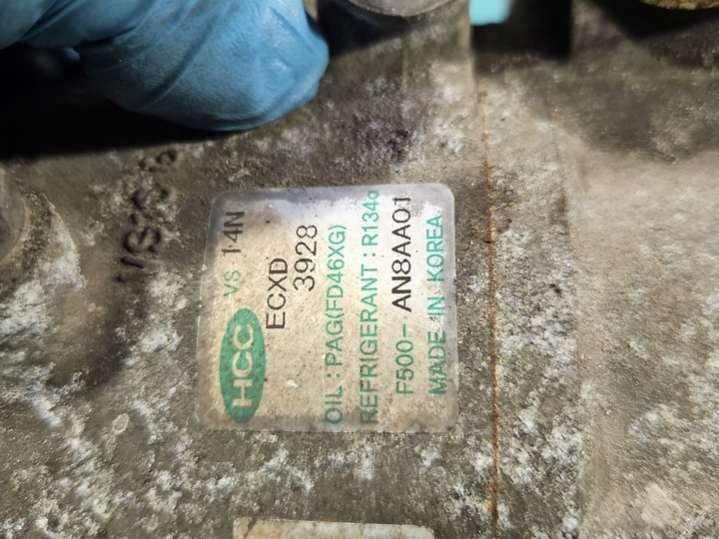 HCC VS 14N
ECXD
3928
OIL : PAG(FD46XG)
REFRIGERANT : R134a
F500- AN8AA01
MADE IN KOREA